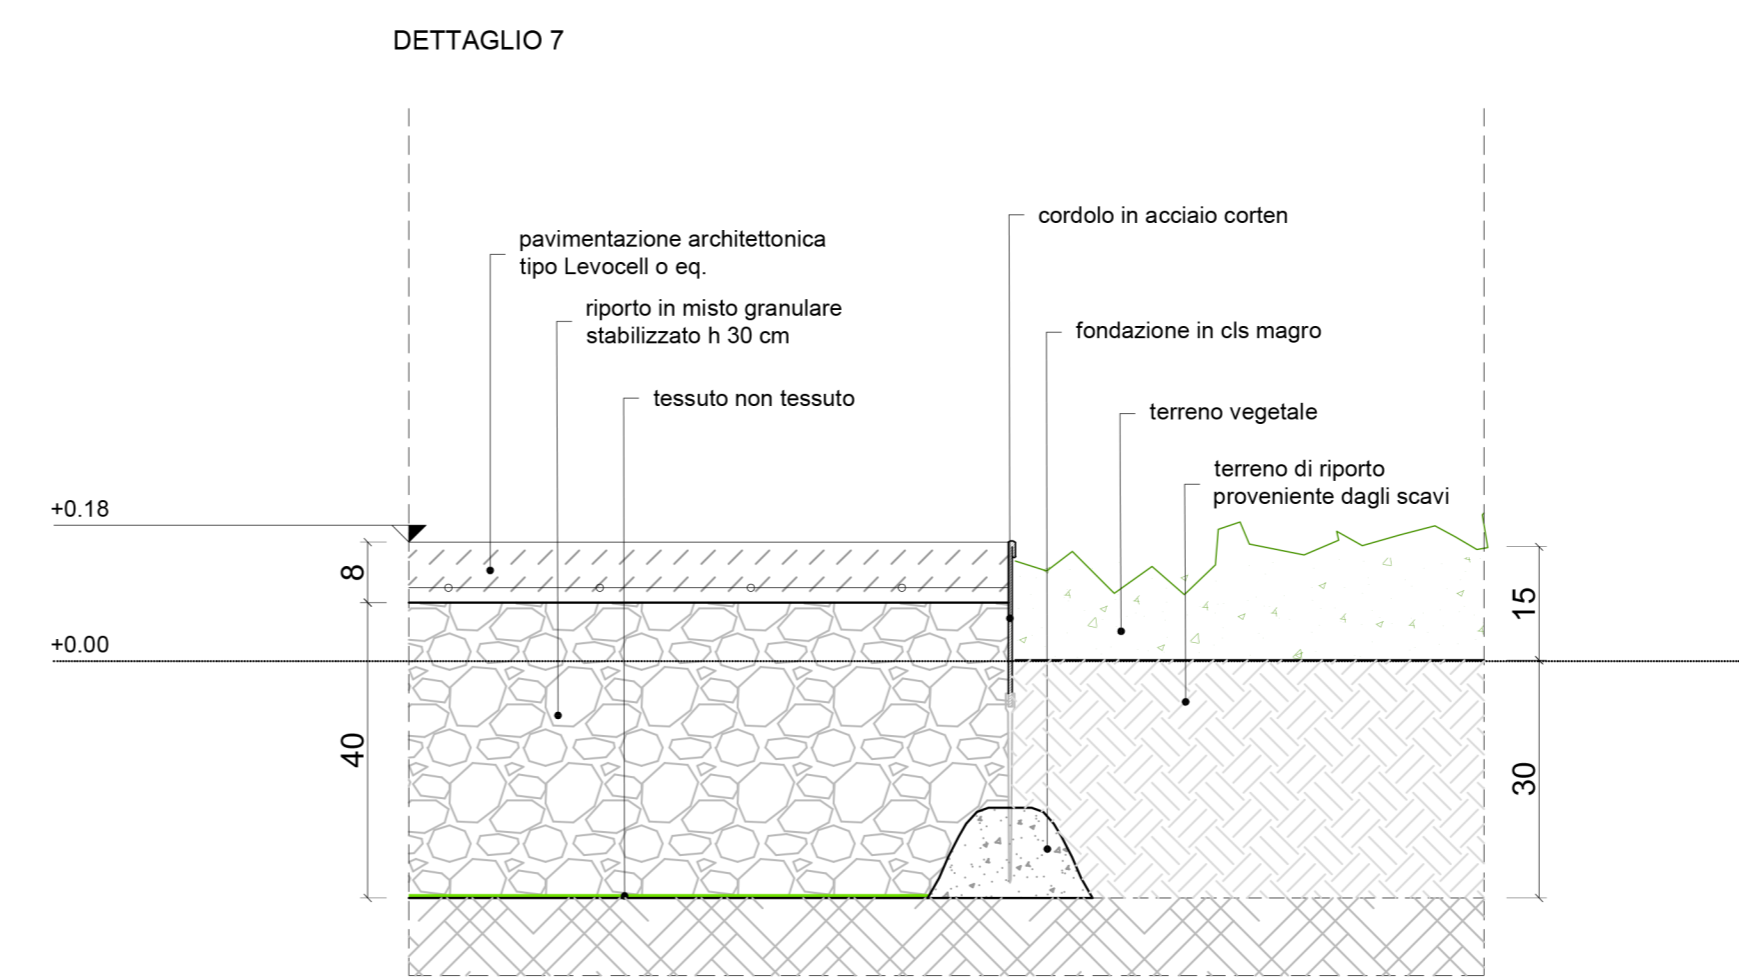 DETTAGLIO 7
cordolo in acciaio corten
pavimentazione architettonica
tipo Levocell o eq.
riporto in misto granulare
stabilizzato h 30 cm
fondazione in cls magro
tessuto non tessuto
terreno vegetale
terreno di riporto
proveniente dagli scavi
+0.18
8
15
+0.00
40
30